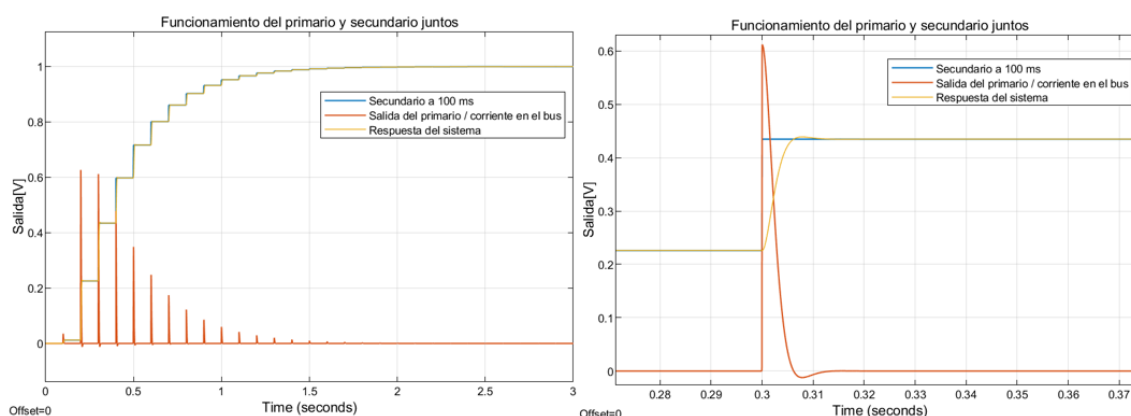 Funcionamiento del primario y secundario juntos
1
0.8
0.6
0.4
0.2
0
Salida[V]
Secundario a 100 ms
Salida del primario / corriente en el bus
Respuesta del sistema
0
0.5
1
1.5
2
2.5
3
Time (seconds)
Offset=0
Funcionamiento del primario y secundario juntos
0.6
0.5
0.4
0.3
0.2
0.1
0
Salida[V]
Secundario a 100 ms
Salida del primario / corriente en el bus
Respuesta del sistema
0.28
0.29
0.3
0.31
0.32
0.33
0.34
0.35
0.36
0.37
Time (seconds)
Offset=0